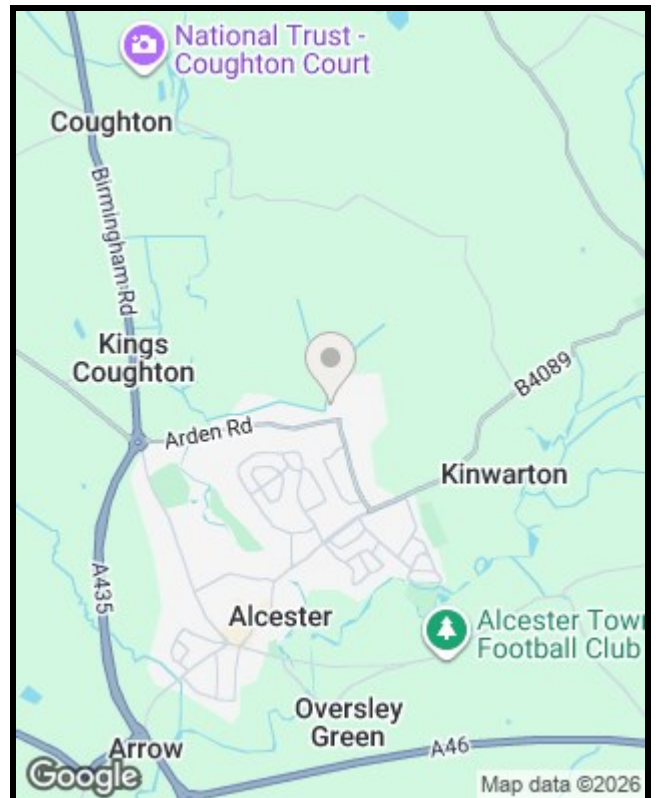 National Trust -
Coughton Court
Coughton
Birmingham Rd
Kings
Coughton
B4089
Arden Rd
Kinwarton
A435
Alcester
Alcester Town
Football Club
Oversley
Green
Arrow
A46
Google
Map data ©2026